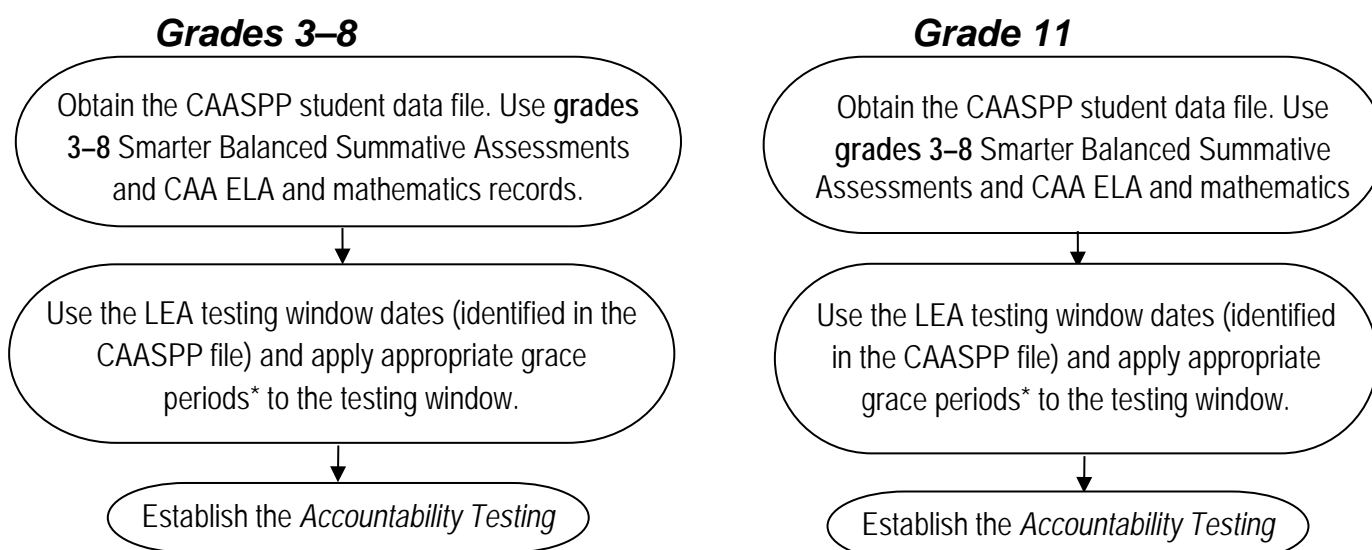 Grades 3–8
Obtain the CAASPP student data file. Use grades
3–8 Smarter Balanced Summative Assessments
and CAA ELA and mathematics records.
Use the LEA testing window dates (identified in the
CAASPP file) and apply appropriate grace
periods* to the testing window.
Establish the Accountability Testing
Grade 11
Obtain the CAASPP student data file. Use
grades 3–8 Smarter Balanced Summative
Assessments and CAA ELA and mathematics
Use the LEA testing window dates (identified
in the CAASPP file) and apply appropriate
grace periods* to the testing window.
Establish the Accountability Testing